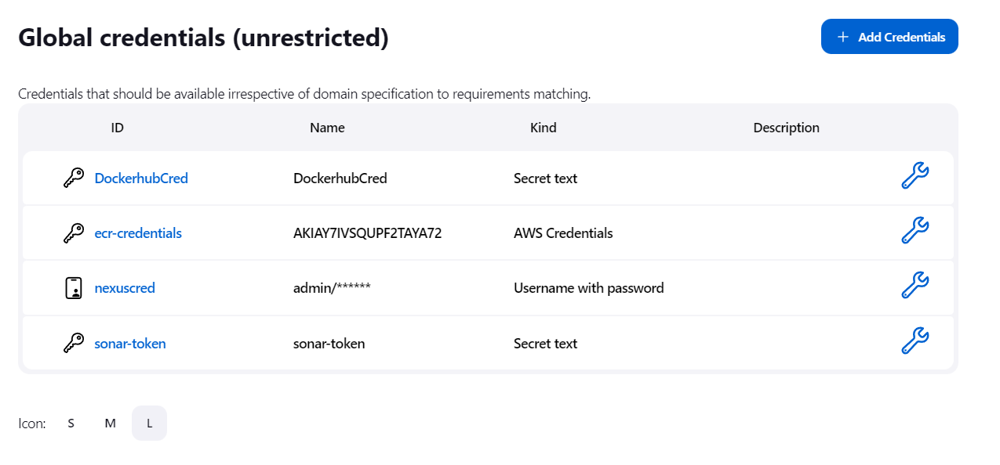 Global credentials (unrestricted)
+ Add Credentials
Credentials that should be available irrespective of domain specification to requirements matching.
ID Name Kind Description
DockerhubCred DockerhubCred Secret text
ecr-credentials AKIAY7IVSQUPF2TAYA72 AWS Credentials
nexuscred admin/****** Username with password
sonar-token sonar-token Secret text
Icon: S M L